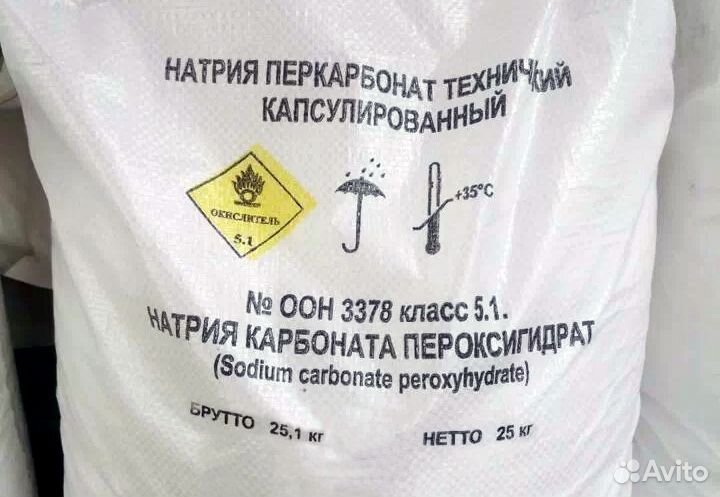 НАТРИЯ ПЕРКАРБОНАТ ТЕХНИЧКИЙ
КАПСУЛИРОВАННЫЙ
ОКИСЛИТЕЛЬ
5.1
+35°C
№ ООН 3378 класс 5.1.
НАТРИЯ КАРБОНАТА ПЕРОКСИГИДРАТ
(Sodium carbonate peroxyhydrate)
БРУТТО 25,1 кг НЕТТО 25 кг
Avito